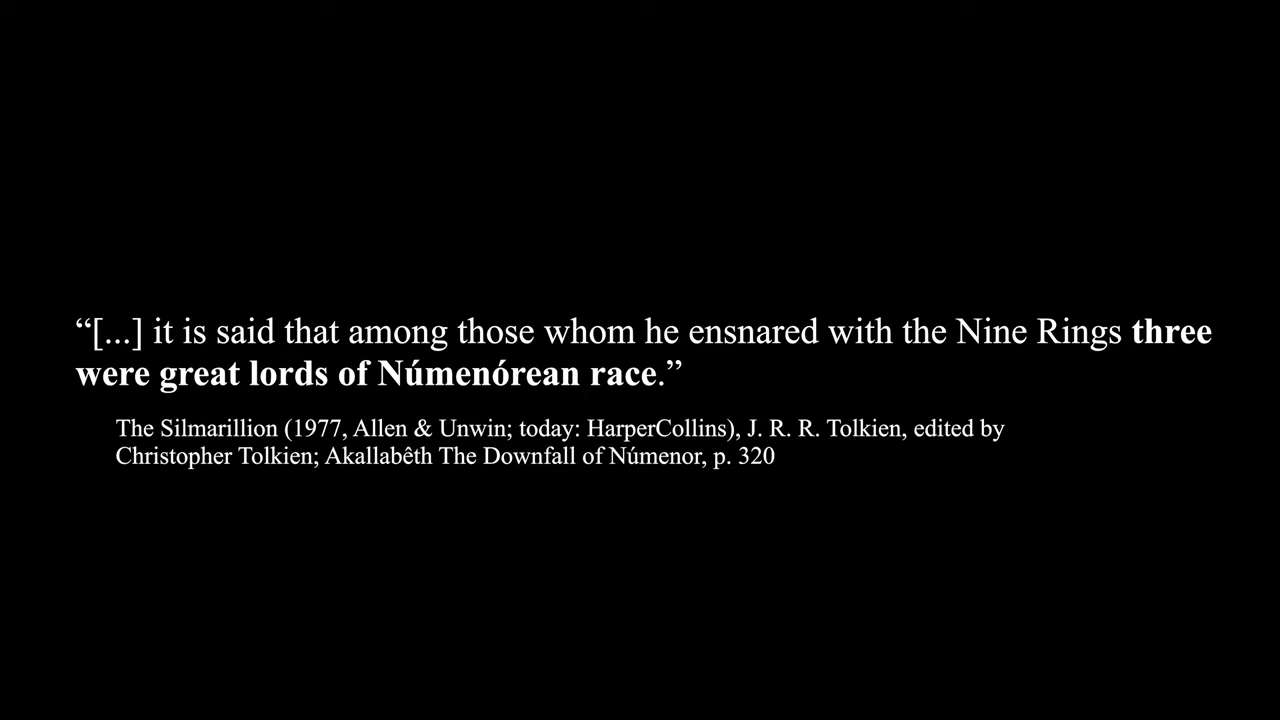 “[...] it is said that among those whom he ensnared with the Nine Rings three
were great lords of Númenórean race.”
The Silmarillion (1977, Allen & Unwin; today: HarperCollins), J. R. R. Tolkien, edited by
Christopher Tolkien; Akallabêth The Downfall of Númenor, p. 320